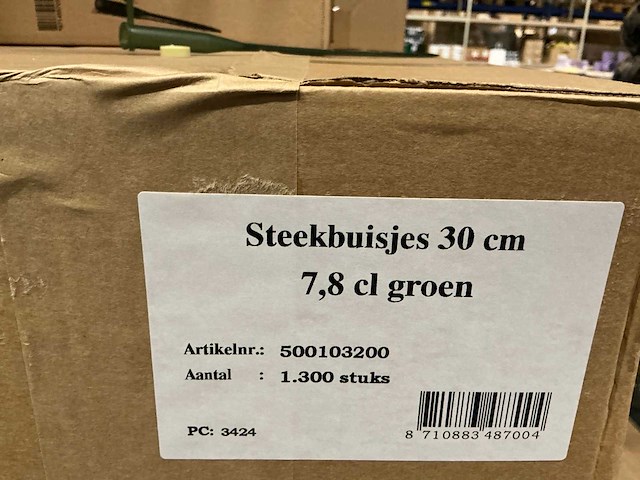 Steekbuisjes 30 cm
7,8 cl groen
Artikelnr.: 500103200
Aantal : 1.300 stuks
PC: 3424
8 710883 487004